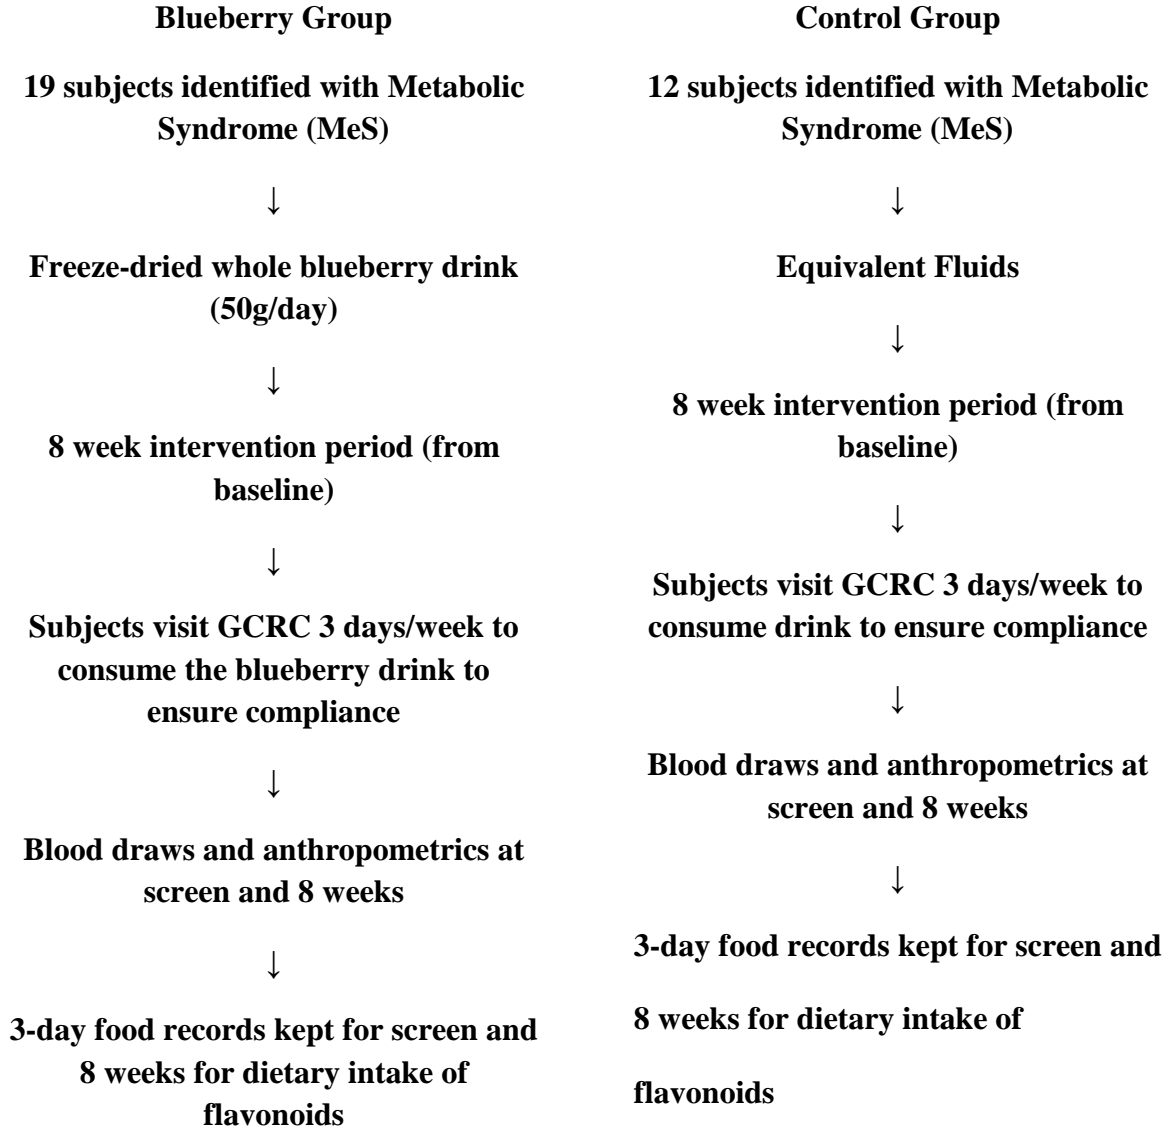 Blueberry Group
19 subjects identified with Metabolic
Syndrome (MeS)
↓
Freeze-dried whole blueberry drink
(50g/day)
↓
8 week intervention period (from
baseline)
↓
Subjects visit GCRC 3 days/week to
consume the blueberry drink to
ensure compliance
↓
Blood draws and anthropometrics at
screen and 8 weeks
↓
3-day food records kept for screen and
8 weeks for dietary intake of
flavonoids
Control Group
12 subjects identified with Metabolic
Syndrome (MeS)
↓
Equivalent Fluids
↓
8 week intervention period (from
baseline)
↓
Subjects visit GCRC 3 days/week to
consume drink to ensure compliance
↓
Blood draws and anthropometrics at
screen and 8 weeks
↓
3-day food records kept for screen and
8 weeks for dietary intake of
flavonoids